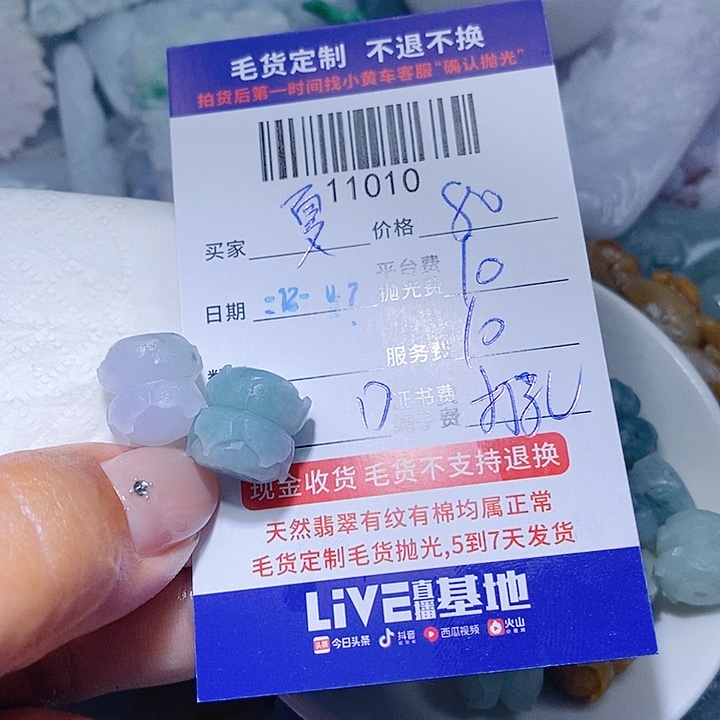 毛货定制 不退不换
拍货后第一时间找小黄车客服"确认抛光"
11010
买家 夏 价格 80
平台费
日期 抛光费 10
服务费 10
证书费 打孔
现金收货 毛货不支持退换
天然翡翠有纹有棉均属正常
毛货定制毛货抛光,5到7天发货
LiVE直播基地
头条 今日头条 抖音 西瓜视频 火山